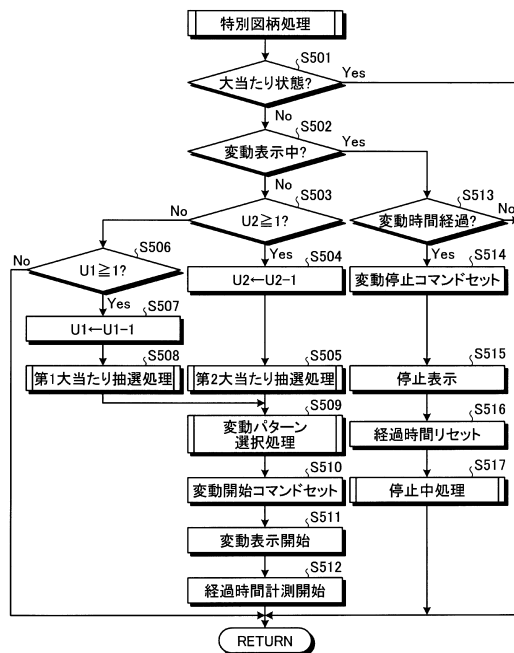 特別図柄処理
S501
大当たり状態?
Yes
No
S502
変動表示中?
Yes
No
S503
U2≧1?
No
Yes
S513
変動時間経過?
No
Yes
S506
U1≧1?
No
Yes
S504
U2←U2-1
S514
変動停止コマンドセット
S507
U1←U1-1
S508
第1大当たり抽選処理
S505
第2大当たり抽選処理
S515
停止表示
S509
変動パターン
選択処理
S516
経過時間リセット
S510
変動開始コマンドセット
S517
停止中処理
S511
変動表示開始
S512
経過時間計測開始
RETURN